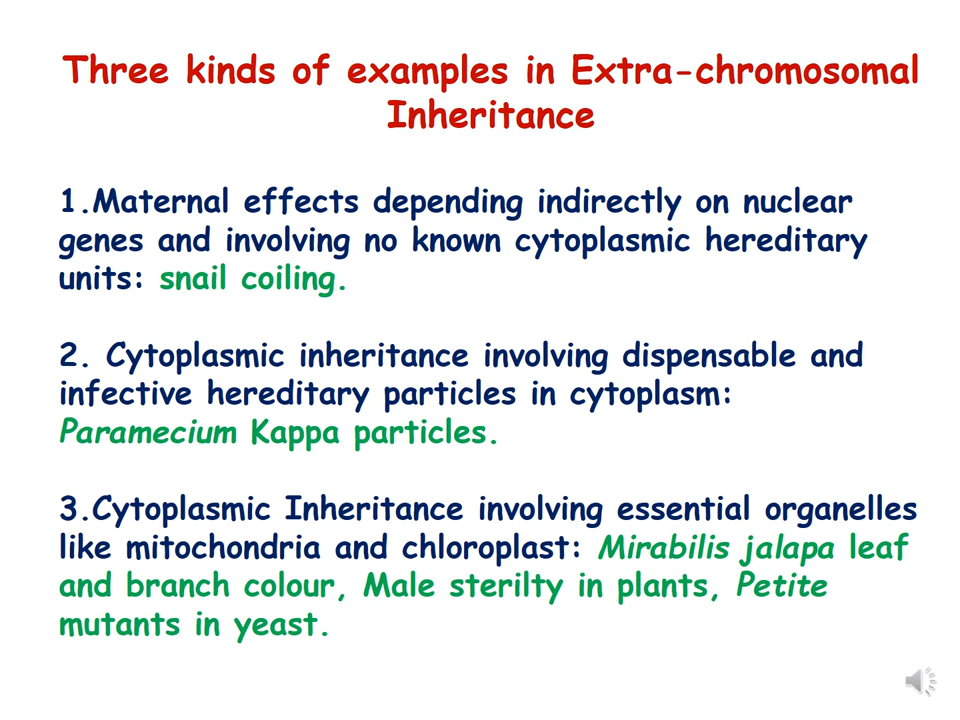 Three kinds of examples in Extra-chromosomal
Inheritance
1.Maternal effects depending indirectly on nuclear
genes and involving no known cytoplasmic hereditary
units: snail coiling.
2. Cytoplasmic inheritance involving dispensable and
infective hereditary particles in cytoplasm:
Paramecium Kappa particles.
3.Cytoplasmic Inheritance involving essential organelles
like mitochondria and chloroplast: Mirabilis jalapa leaf
and branch colour, Male sterilty in plants, Petite
mutants in yeast.